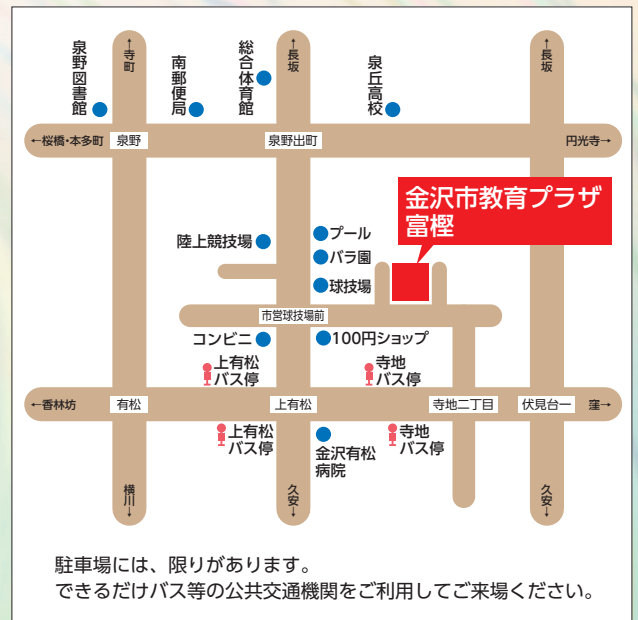 泉野図書館
←寺町
南郵便局
総合体育館
←長坂
泉丘高校
←長坂
←桜橋・本多町
泉野
泉野出町
円光寺→
金沢市教育プラザ
富樫
陸上競技場
プール
バラ園
球技場
市営球技場前
コンビニ
100円ショップ
上有松
バス停
寺地
バス停
←香林坊
有松
上有松
寺地二丁目
伏見台一
窪→
上有松
バス停
金沢有松
病院
寺地
バス停
横川→
久安→
久安→
駐車場には、限りがあります。
できるだけバス等の公共交通機関をご利用してご来場ください。